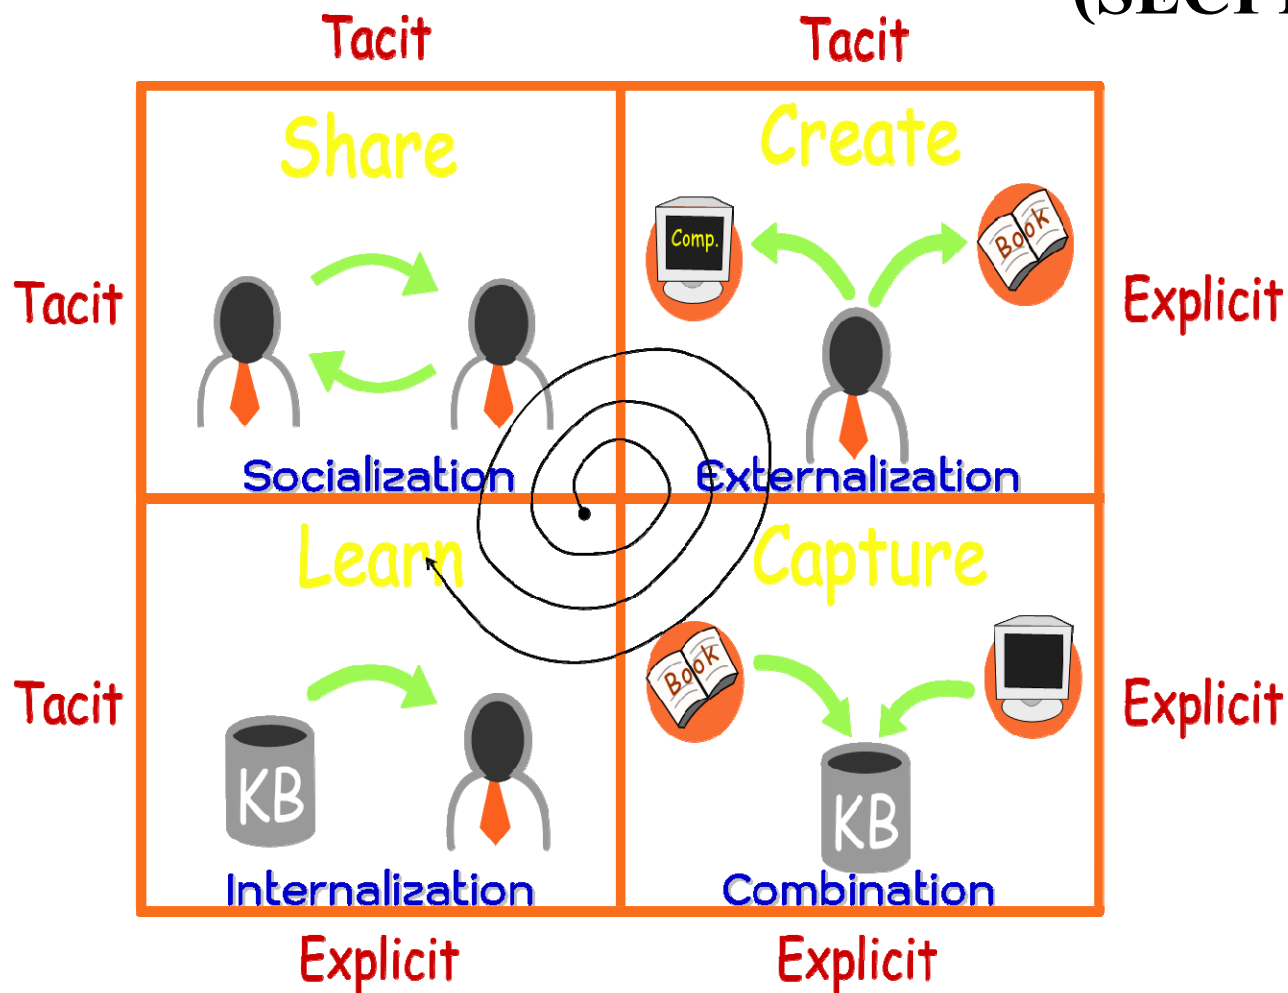 (SECI
Tacit
Tacit
Share
Create
Comp.
Book
Tacit
Explicit
Socialization
Externalization
Learn
Capture
Book
Tacit
Explicit
KB
KB
Internalization
Combination
Explicit
Explicit